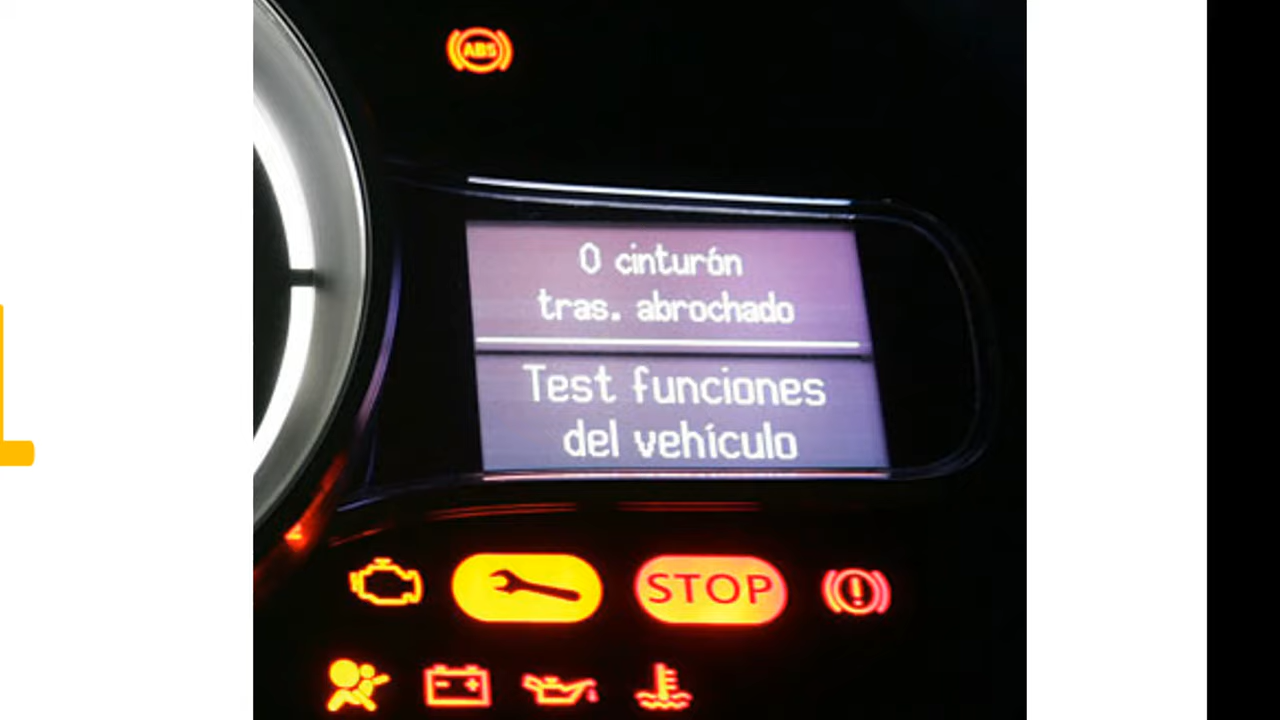 ABS
0 cinturón
tras. abrochado
Test funciones
del vehículo
STOP